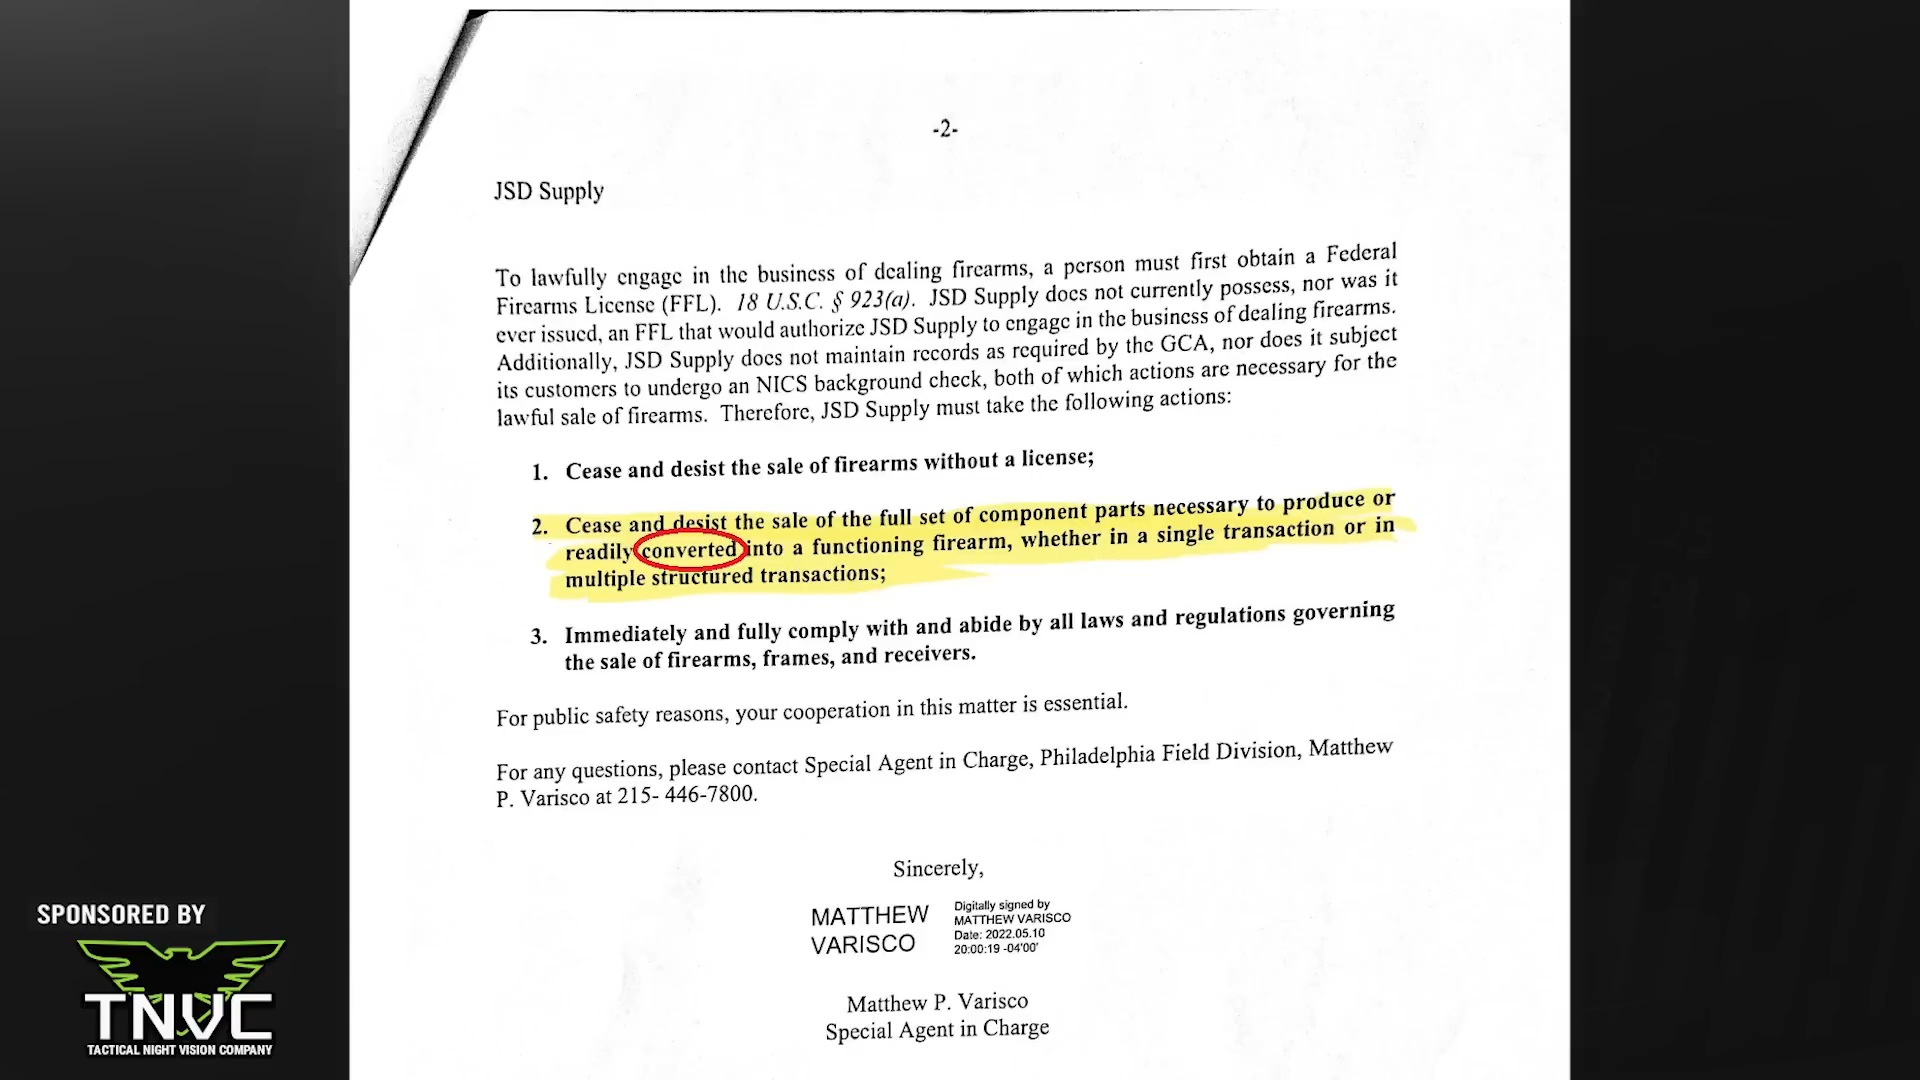 -2-
JSD Supply
To lawfully engage in the business of dealing firearms, a person must first obtain a Federal
Firearms License (FFL). 18 U.S.C. § 923(a). JSD Supply does not currently possess, nor was it
ever issued, an FFL that would authorize JSD Supply to engage in the business of dealing firearms.
Additionally, JSD Supply does not maintain records as required by the GCA, nor does it subject
its customers to undergo an NICS background check, both of which actions are necessary for the
lawful sale of firearms. Therefore, JSD Supply must take the following actions:
1. Cease and desist the sale of firearms without a license;
2. Cease and desist the sale of the full set of component parts necessary to produce or
readily converted into a functioning firearm, whether in a single transaction or in
multiple structured transactions;
3. Immediately and fully comply with and abide by all laws and regulations governing
the sale of firearms, frames, and receivers.
For public safety reasons, your cooperation in this matter is essential.
For any questions, please contact Special Agent in Charge, Philadelphia Field Division, Matthew
P. Varisco at 215- 446-7800.
Sincerely,
MATTHEW
VARISCO
Digitally signed by
MATTHEW VARISCO
Date: 2022.05.10
20:00:19 -04'00'
Matthew P. Varisco
Special Agent in Charge
SPONSORED BY
TNVC
TACTICAL NIGHT VISION COMPANY